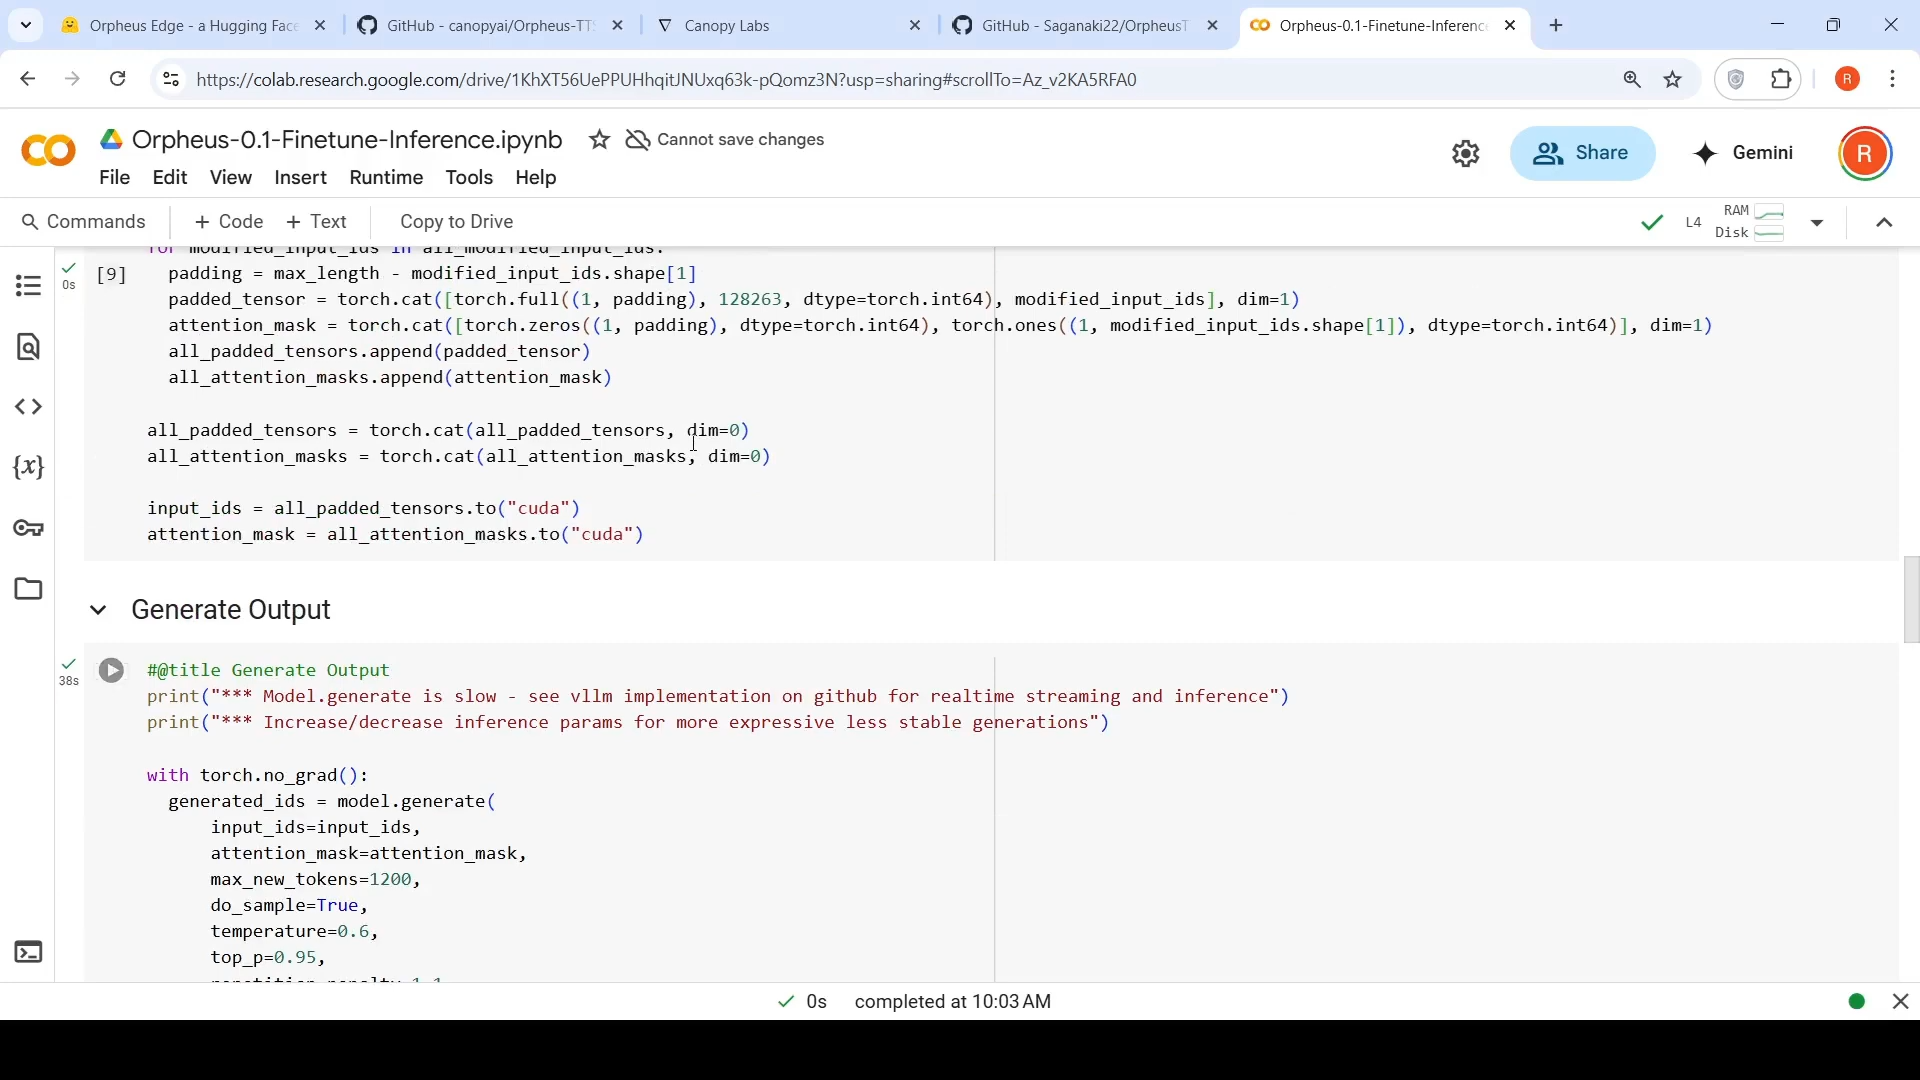 Orpheus Edge - a Hugging Face
GitHub - canopyai/Orpheus-TTS
Canopy Labs
GitHub - Saganaki22/OrpheusT
Orpheus-0.1-Finetune-Inference
https://colab.research.google.com/drive/1KhXT56UePPUHhqitJNUxq63k-pQomz3N?usp=sharing#scrollTo=Az_v2KA5RFA0
R
Orpheus-0.1-Finetune-Inference.ipynb
Cannot save changes
Share
Gemini
R
File Edit View Insert Runtime Tools Help
Commands + Code + Text Copy to Drive
L4 RAM
Disk
for modified_input_ids in all_modified_input_ids:
[9] padding = max_length - modified_input_ids.shape[1]
0s
padded_tensor = torch.cat([torch.full((1, padding), 128263, dtype=torch.int64), modified_input_ids], dim=1)
attention_mask = torch.cat([torch.zeros((1, padding), dtype=torch.int64), torch.ones((1, modified_input_ids.shape[1]), dtype=torch.int64)], dim=1)
all_padded_tensors.append(padded_tensor)
all_attention_masks.append(attention_mask)
all_padded_tensors = torch.cat(all_padded_tensors, dim=0)
all_attention_masks = torch.cat(all_attention_masks, dim=0)
input_ids = all_padded_tensors.to("cuda")
attention_mask = all_attention_masks.to("cuda")
Generate Output
#@title Generate Output
38s
print("*** Model.generate is slow - see vllm implementation on github for realtime streaming and inference")
print("*** Increase/decrease inference params for more expressive less stable generations")
with torch.no_grad():
generated_ids = model.generate(
input_ids=input_ids,
attention_mask=attention_mask,
max_new_tokens=1200,
do_sample=True,
temperature=0.6,
top_p=0.95,
repetition_penalty=1.1
0s completed at 10:03 AM